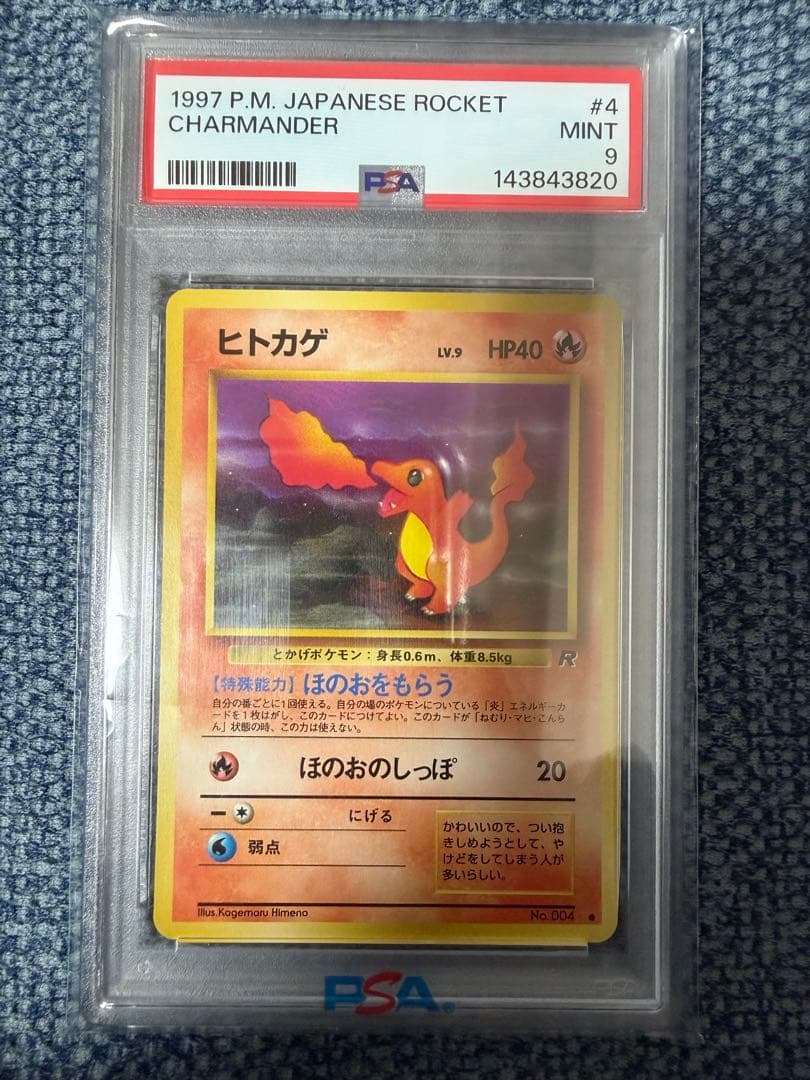 1997 P.M. JAPANESE ROCKET #4
CHARMANDER MINT
9
PSA 143843820
ヒトカゲ LV.9 HP40
とかげポケモン：身長0.6m、体重8.5kg R
【特殊能力】ほのおをもらう
自分の番ごとに1回使える。自分の場のポケモンについている「炎」エネルギーカ
ードを1枚はがし、このカードにつけてよい。このカードが「ねむり・マヒ・こんら
ん」状態の時、この力は使えない。
ほのおのしっぽ 20
にげる
弱点
かわいいので、つい抱
きしめようとして、や
けどをしてしまう人が
多いらしい。
Illus.Kagemaru Himeno No.004
PSA